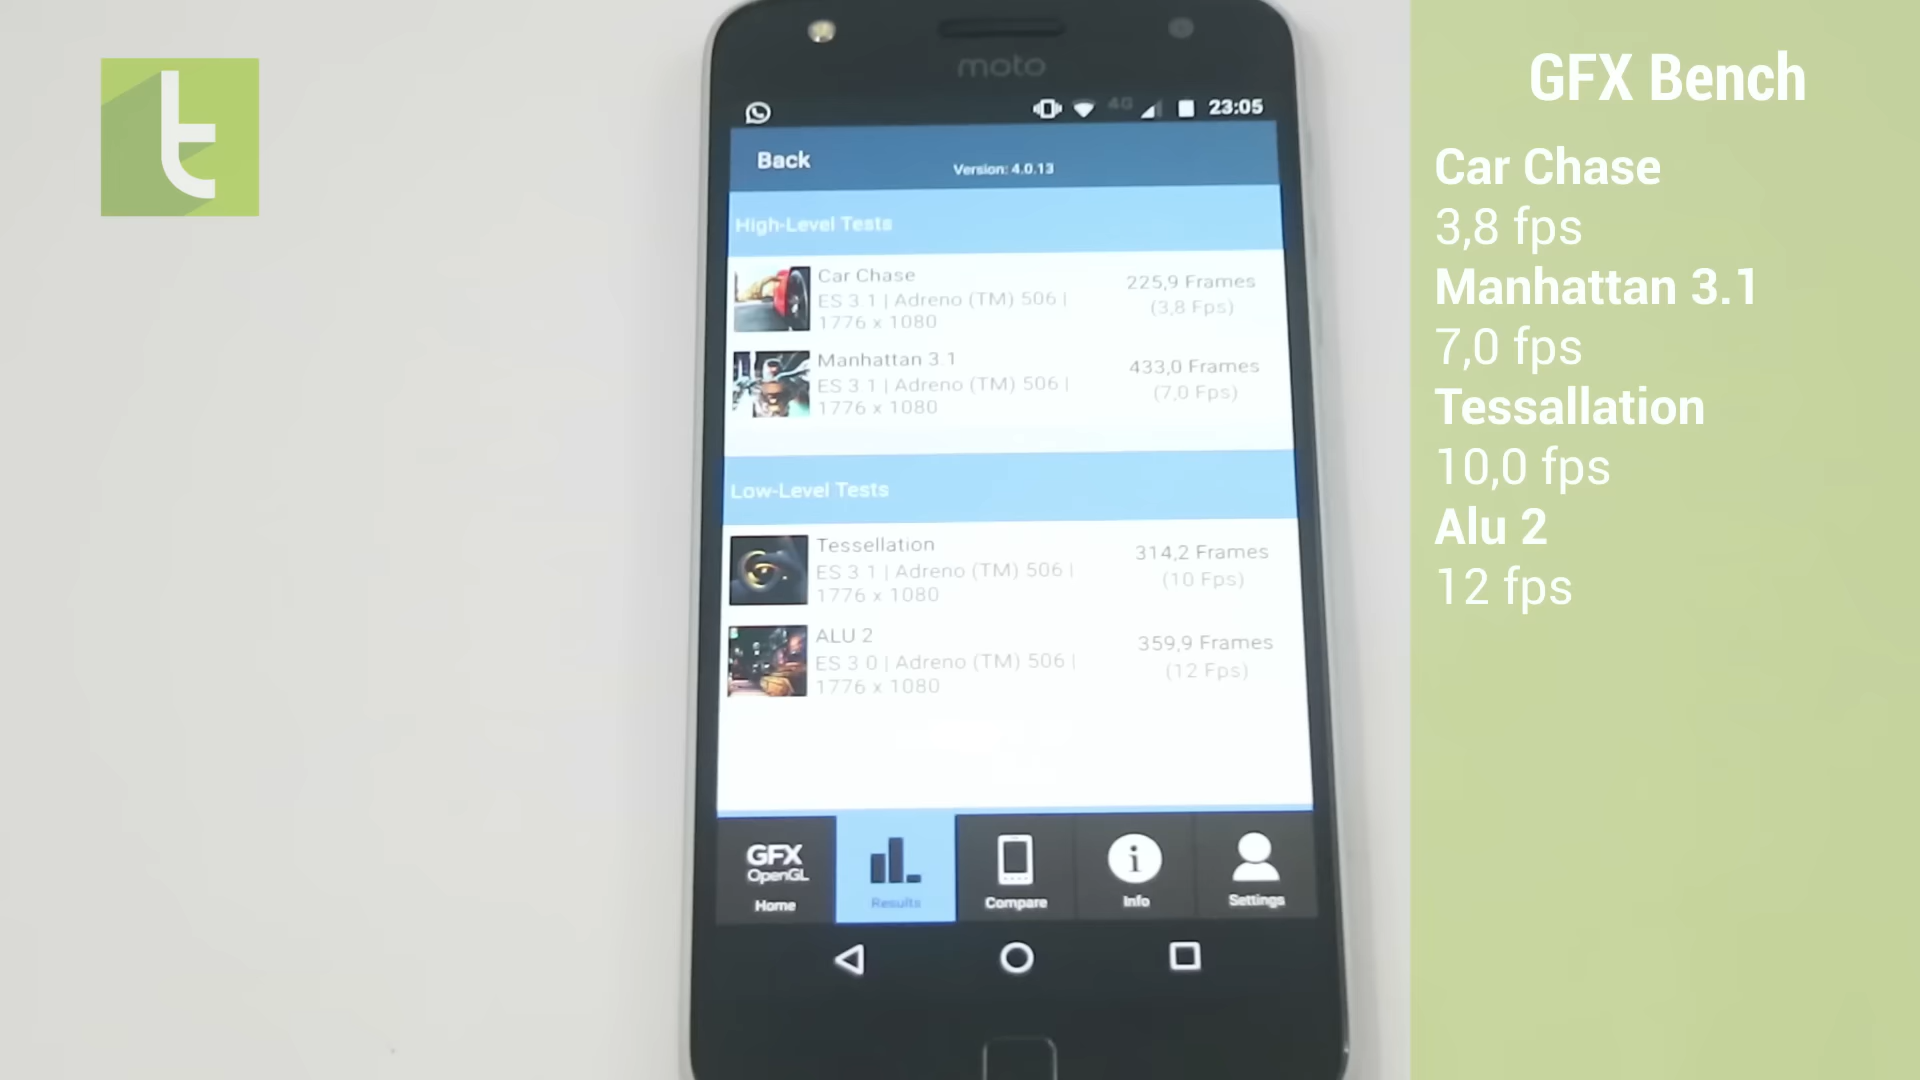 t
moto
4G
23:05
Back
Version: 4.0.13
High-Level Tests
Car Chase
ES 3.1 | Adreno (TM) 506 |
1776 x 1080
225,9 Frames
(3,8 Fps)
Manhattan 3.1
ES 3.1 | Adreno (TM) 506 |
1776 x 1080
433,0 Frames
(7,0 Fps)
Low-Level Tests
Tessellation
ES 3.1 | Adreno (TM) 506 |
1776 x 1080
314,2 Frames
(10 Fps)
ALU 2
ES 3.0 | Adreno (TM) 506 |
1776 x 1080
359,9 Frames
(12 Fps)
GFX
OpenGL
Home
Results
Compare
Info
Settings
GFX Bench
Car Chase
3,8 fps
Manhattan 3.1
7,0 fps
Tessallation
10,0 fps
Alu 2
12 fps